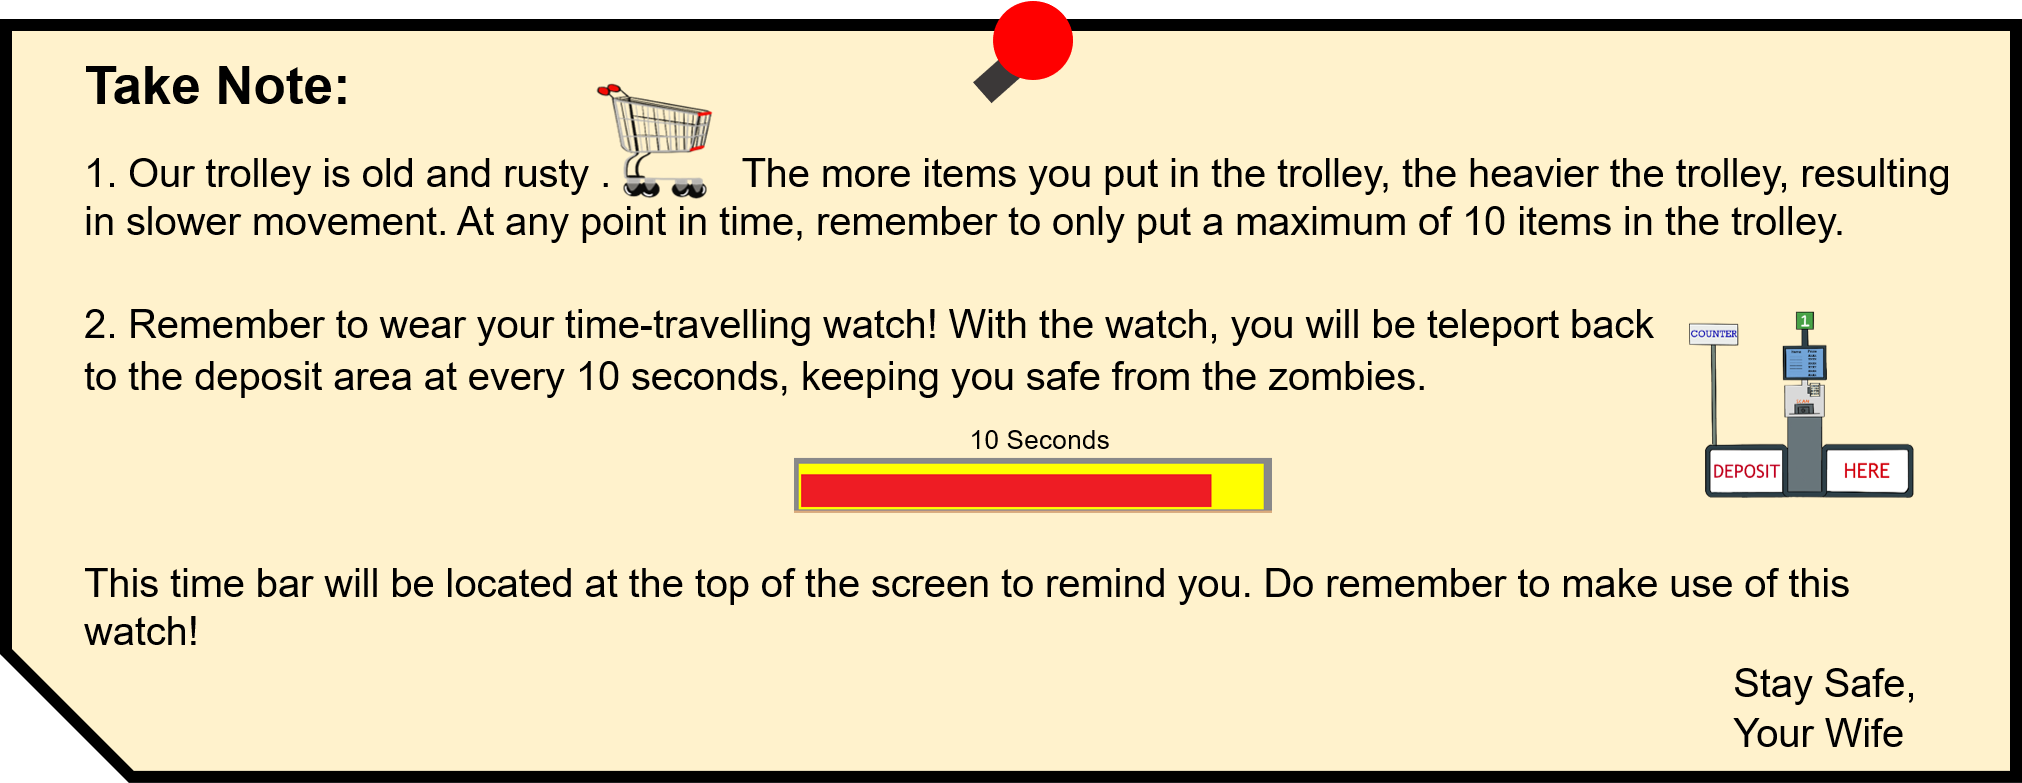 Take Note:
1. Our trolley is old and rusty . The more items you put in the trolley, the heavier the trolley, resulting
in slower movement. At any point in time, remember to only put a maximum of 10 items in the trolley.
2. Remember to wear your time-travelling watch! With the watch, you will be teleport back
to the deposit area at every 10 seconds, keeping you safe from the zombies.
COUNTER
1
DEPOSIT
HERE
10 Seconds
This time bar will be located at the top of the screen to remind you. Do remember to make use of this
watch!
Stay Safe,
Your Wife